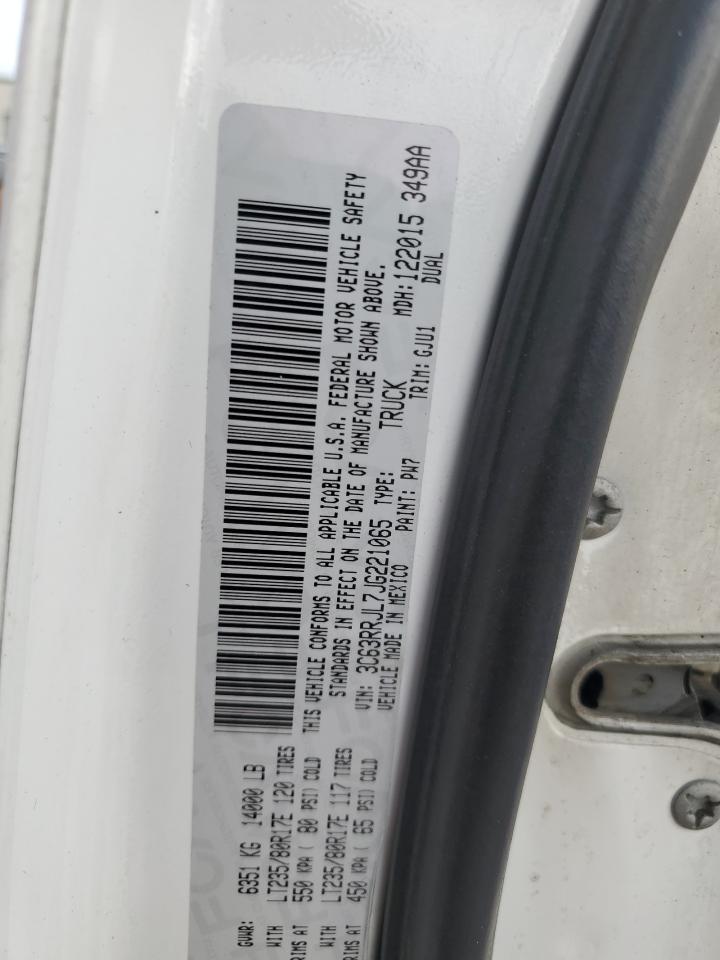 GVWR: 6351 KG 14000 LB
WITH LT235/80R17E 120 TIRES
RIMS AT 550 KPA ( 80 PSI) COLD
WITH LT235/80R17E 117 TIRES
RIMS AT 450 KPA ( 65 PSI) COLD
THIS VEHICLE CONFORMS TO ALL APPLICABLE U.S.A. FEDERAL MOTOR VEHICLE SAFETY
STANDARDS IN EFFECT ON THE DATE OF MANUFACTURE SHOWN ABOVE.
VIN: 3C63RRJL7JG221065 TYPE: TRUCK MDH:122015 349AA
VEHICLE MADE IN MEXICO PAINT: PW7 TRIM: GJU1 DUAL